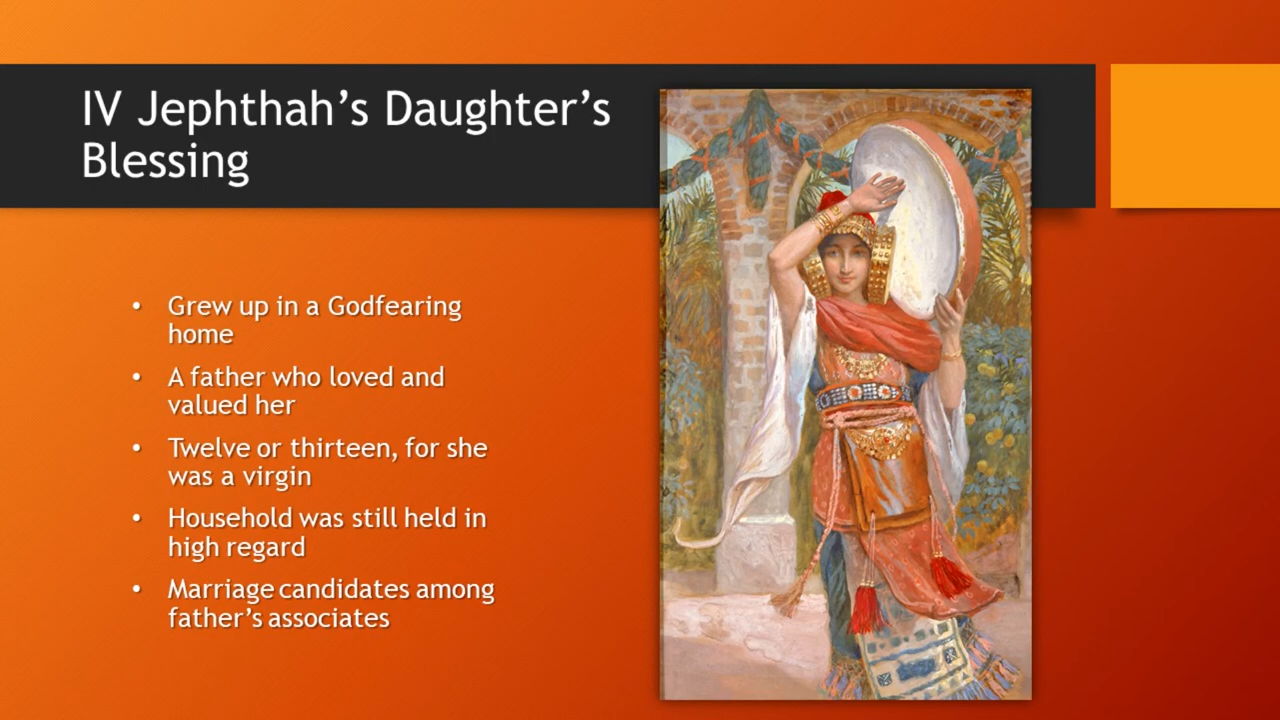 IV Jephthah’s Daughter’s
Blessing
• Grew up in a Godfearing
home
• A father who loved and
valued her
• Twelve or thirteen, for she
was a virgin
• Household was still held in
high regard
• Marriage candidates among
father’s associates